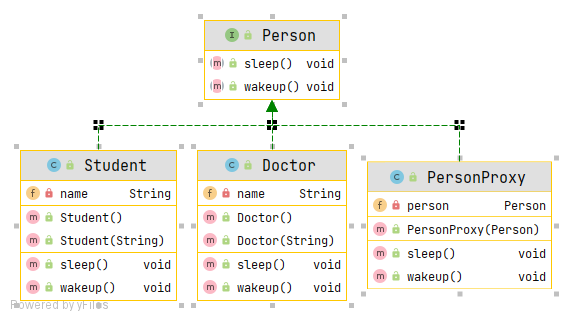 I Person
m sleep() void
m wakeup() void
C Student
f name String
m Student()
m Student(String)
m sleep() void
m wakeup() void
C Doctor
f name String
m Doctor()
m Doctor(String)
m sleep() void
m wakeup() void
C PersonProxy
f person Person
m PersonProxy(Person)
m sleep() void
m wakeup() void
Powered by yFiles